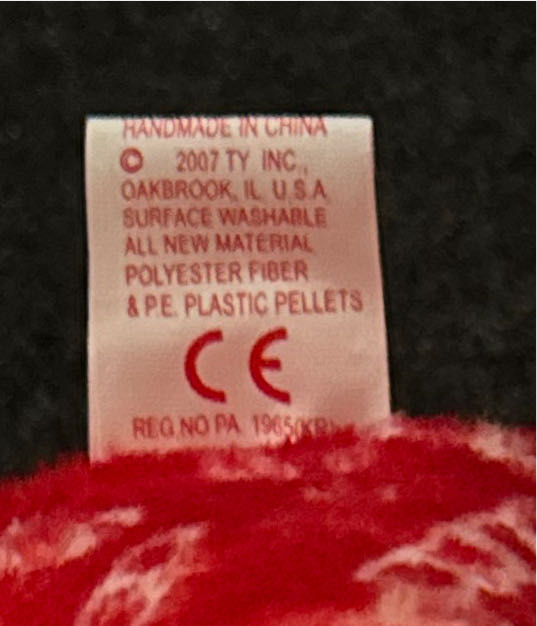 HANDMADE IN CHINA
© 2007 TY INC.,
OAKBROOK, IL U.S.A
SURFACE WASHABLE
ALL NEW MATERIAL
POLYESTER FIBER
& P.E. PLASTIC PELLETS
CE
REG.NO PA. 1965(KR)